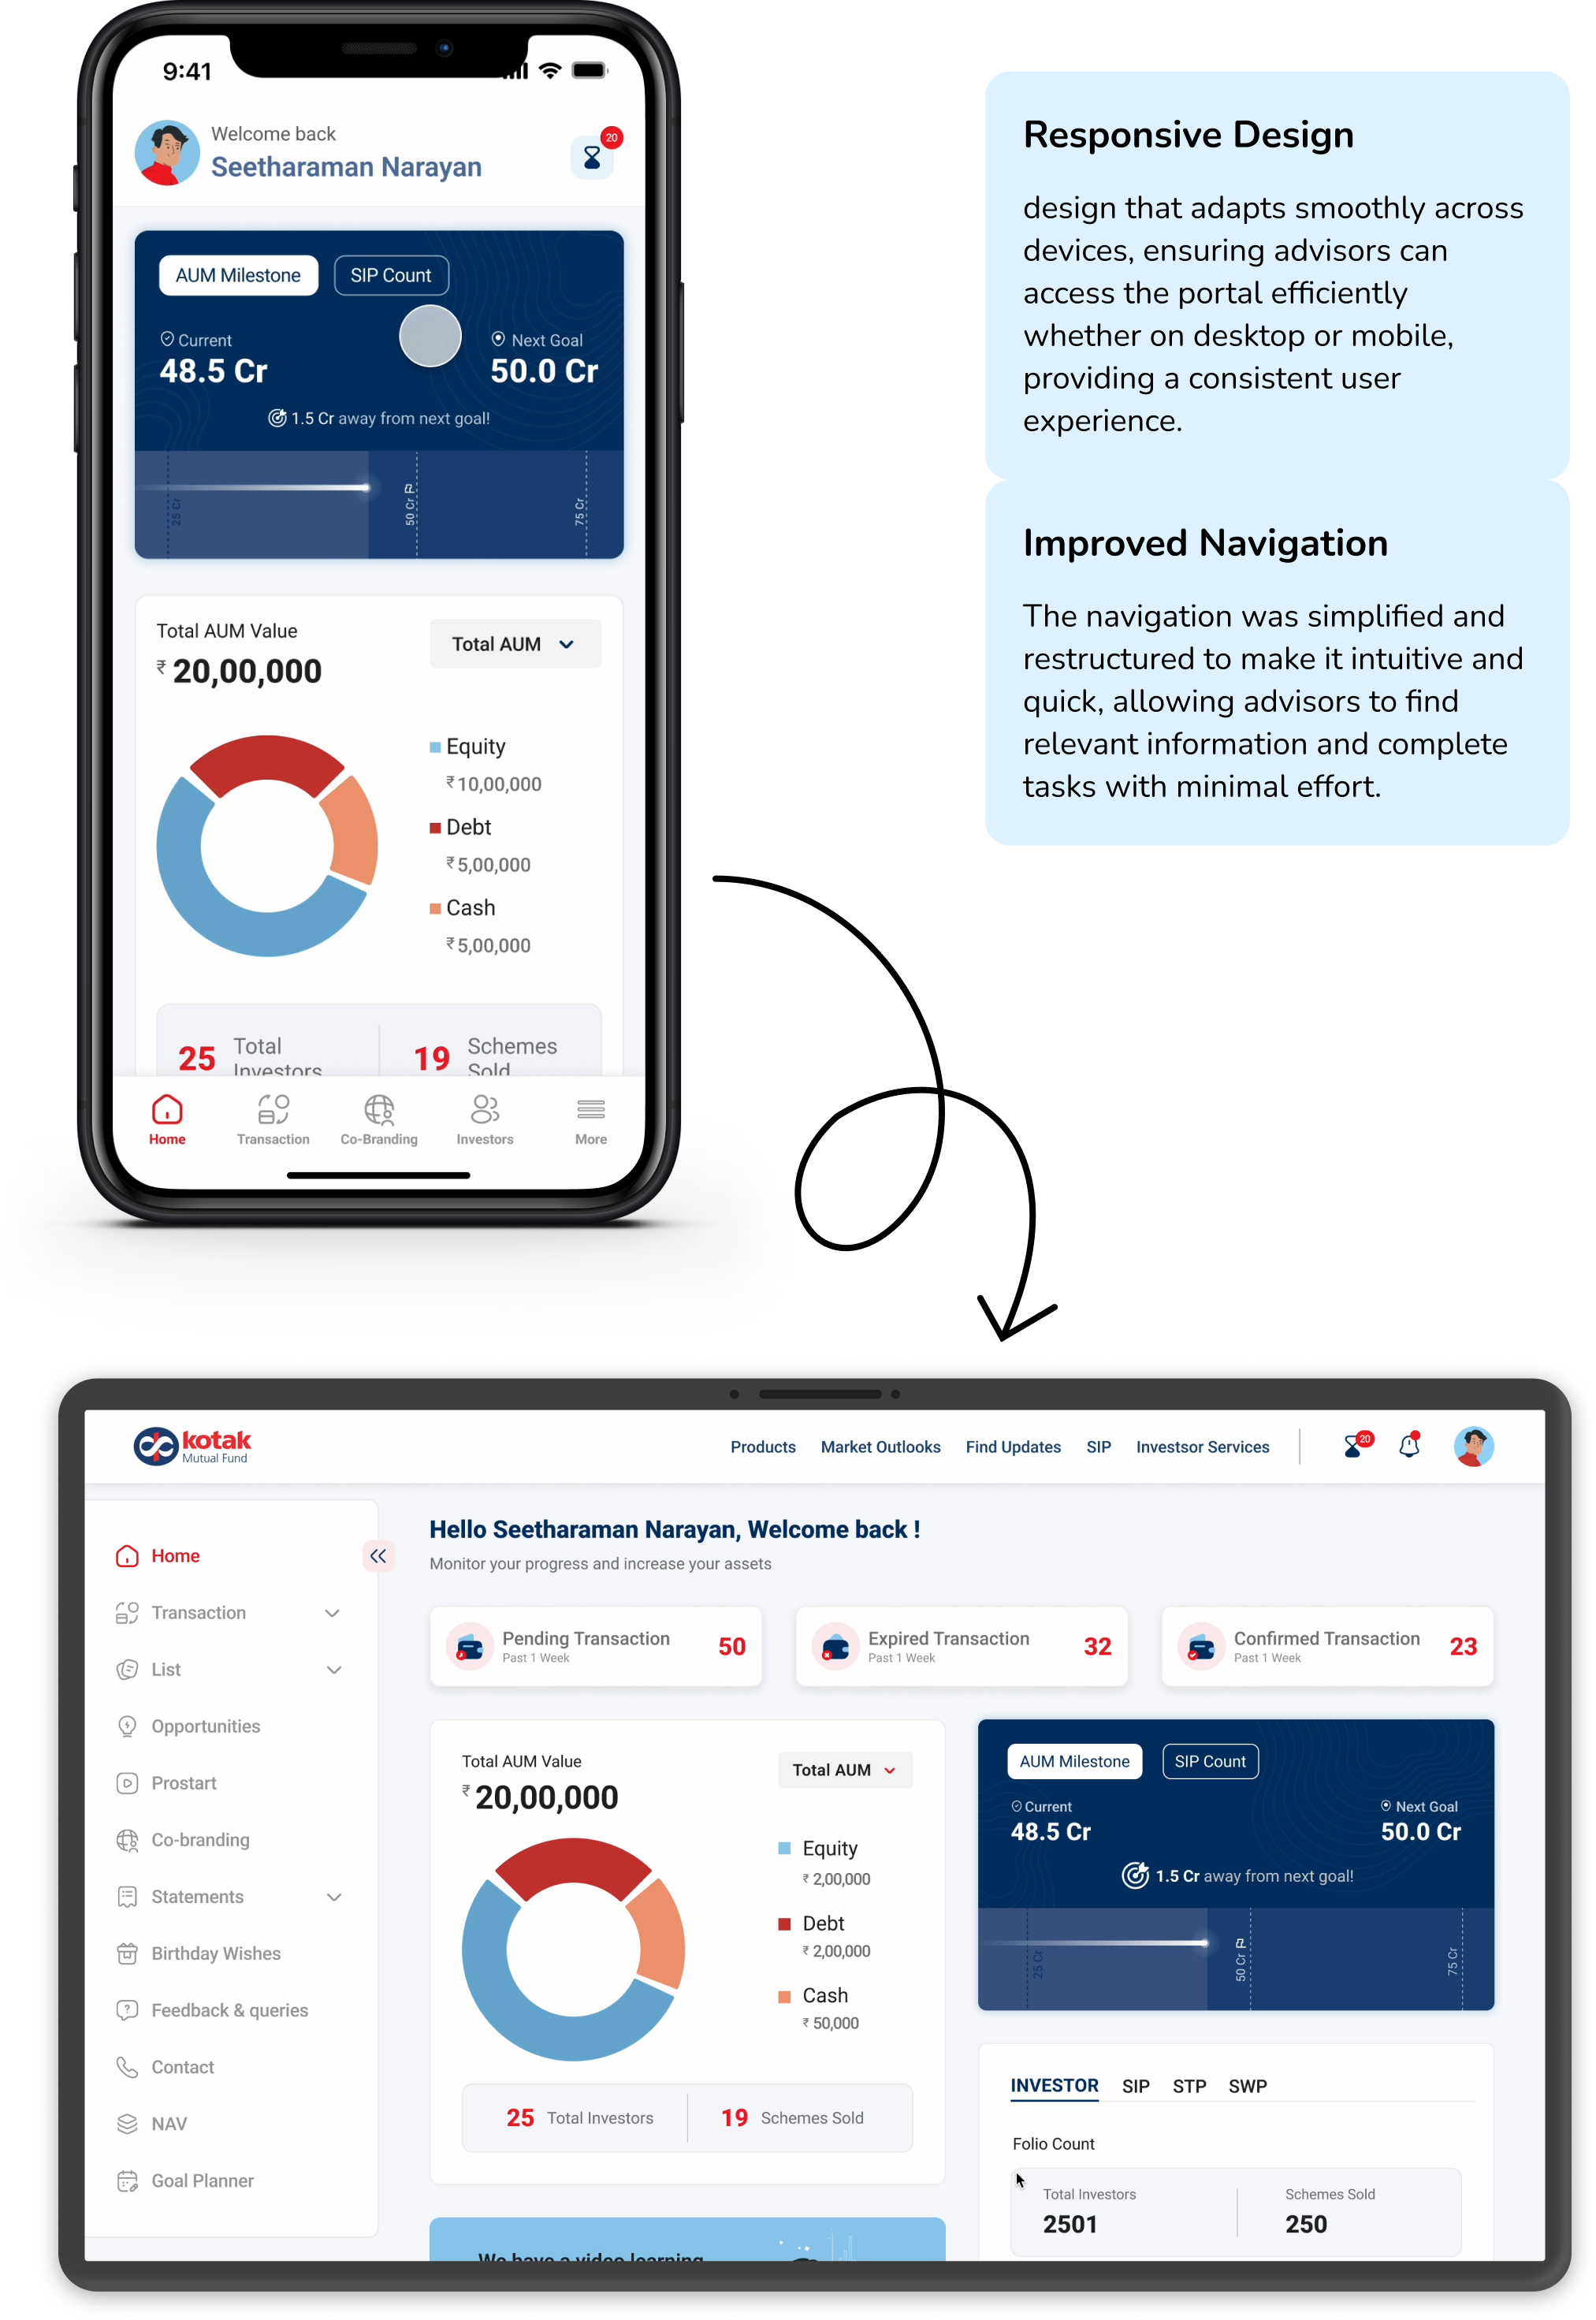 9:41
Welcome back
Seetharaman Narayan
20
AUM Milestone
SIP Count
Current
48.5 Cr
Next Goal
50.0 Cr
1.5 Cr away from next goal!
25 Cr
50 Cr
75 Cr
Total AUM Value
₹ 20,00,000
Total AUM
Equity
₹ 10,00,000
Debt
₹ 5,00,000
Cash
₹ 5,00,000
25 Total Investors
19 Schemes Sold
Home
Transaction
Co-Branding
Investors
More
Responsive Design
design that adapts smoothly across
devices, ensuring advisors can
access the portal efficiently
whether on desktop or mobile,
providing a consistent user
experience.
Improved Navigation
The navigation was simplified and
restructured to make it intuitive and
quick, allowing advisors to find
relevant information and complete
tasks with minimal effort.
kotak
Mutual Fund
Products
Market Outlooks
Find Updates
SIP
Investsor Services
20
Home
Transaction
List
Opportunities
Prostart
Co-branding
Statements
Birthday Wishes
Feedback & queries
Contact
NAV
Goal Planner
Hello Seetharaman Narayan, Welcome back !
Monitor your progress and increase your assets
Pending Transaction
Past 1 Week
50
Expired Transaction
Past 1 Week
32
Confirmed Transaction
Past 1 Week
23
Total AUM Value
₹ 20,00,000
Total AUM
Equity
₹ 2,00,000
Debt
₹ 2,00,000
Cash
₹ 50,000
25 Total Investors
19 Schemes Sold
We have a video learning
AUM Milestone
SIP Count
Current
48.5 Cr
Next Goal
50.0 Cr
1.5 Cr away from next goal!
25 Cr
50 Cr
75 Cr
INVESTOR
SIP
STP
SWP
Folio Count
Total Investors
2501
Schemes Sold
250